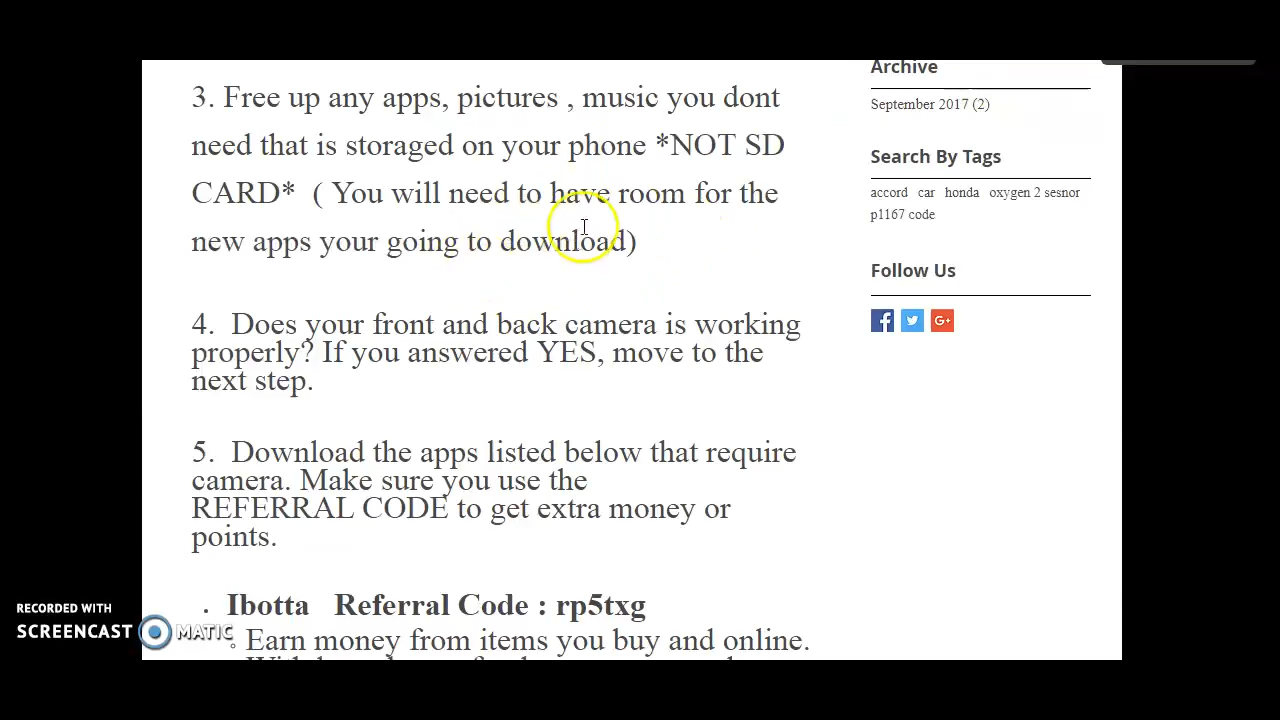 3. Free up any apps, pictures , music you dont
need that is storaged on your phone *NOT SD
CARD*  ( You will need to have room for the
new apps your going to download)
4.  Does your front and back camera is working
properly? If you answered YES, move to the
next step.
5.  Download the apps listed below that require
camera. Make sure you use the
REFERRAL CODE to get extra money or
points.
Ibotta   Referral Code : rp5txg
Earn money from items you buy and online.
Archive
September 2017 (2)
Search By Tags
accord car honda oxygen 2 sesnor
p1167 code
Follow Us
RECORDED WITH
SCREENCAST MATIC